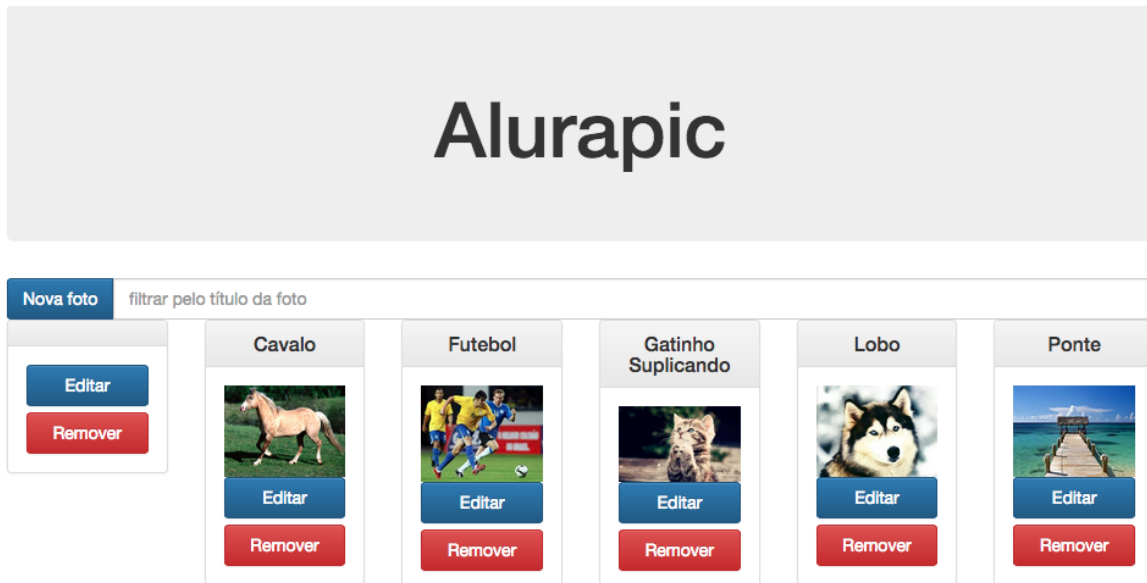 Alurapic
Nova foto
filtrar pelo título da foto
Editar
Remover
Cavalo
Editar
Remover
Futebol
Editar
Remover
Gatinho
Suplicando
Editar
Remover
Lobo
Editar
Remover
Ponte
Editar
Remover